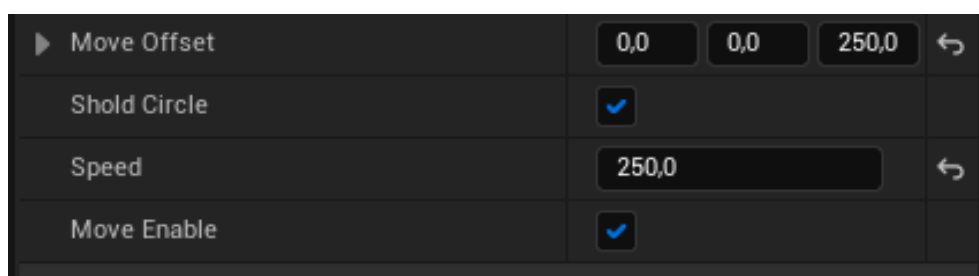 Move Offset 0,0 0,0 250,0
Shold Circle
Speed 250,0
Move Enable